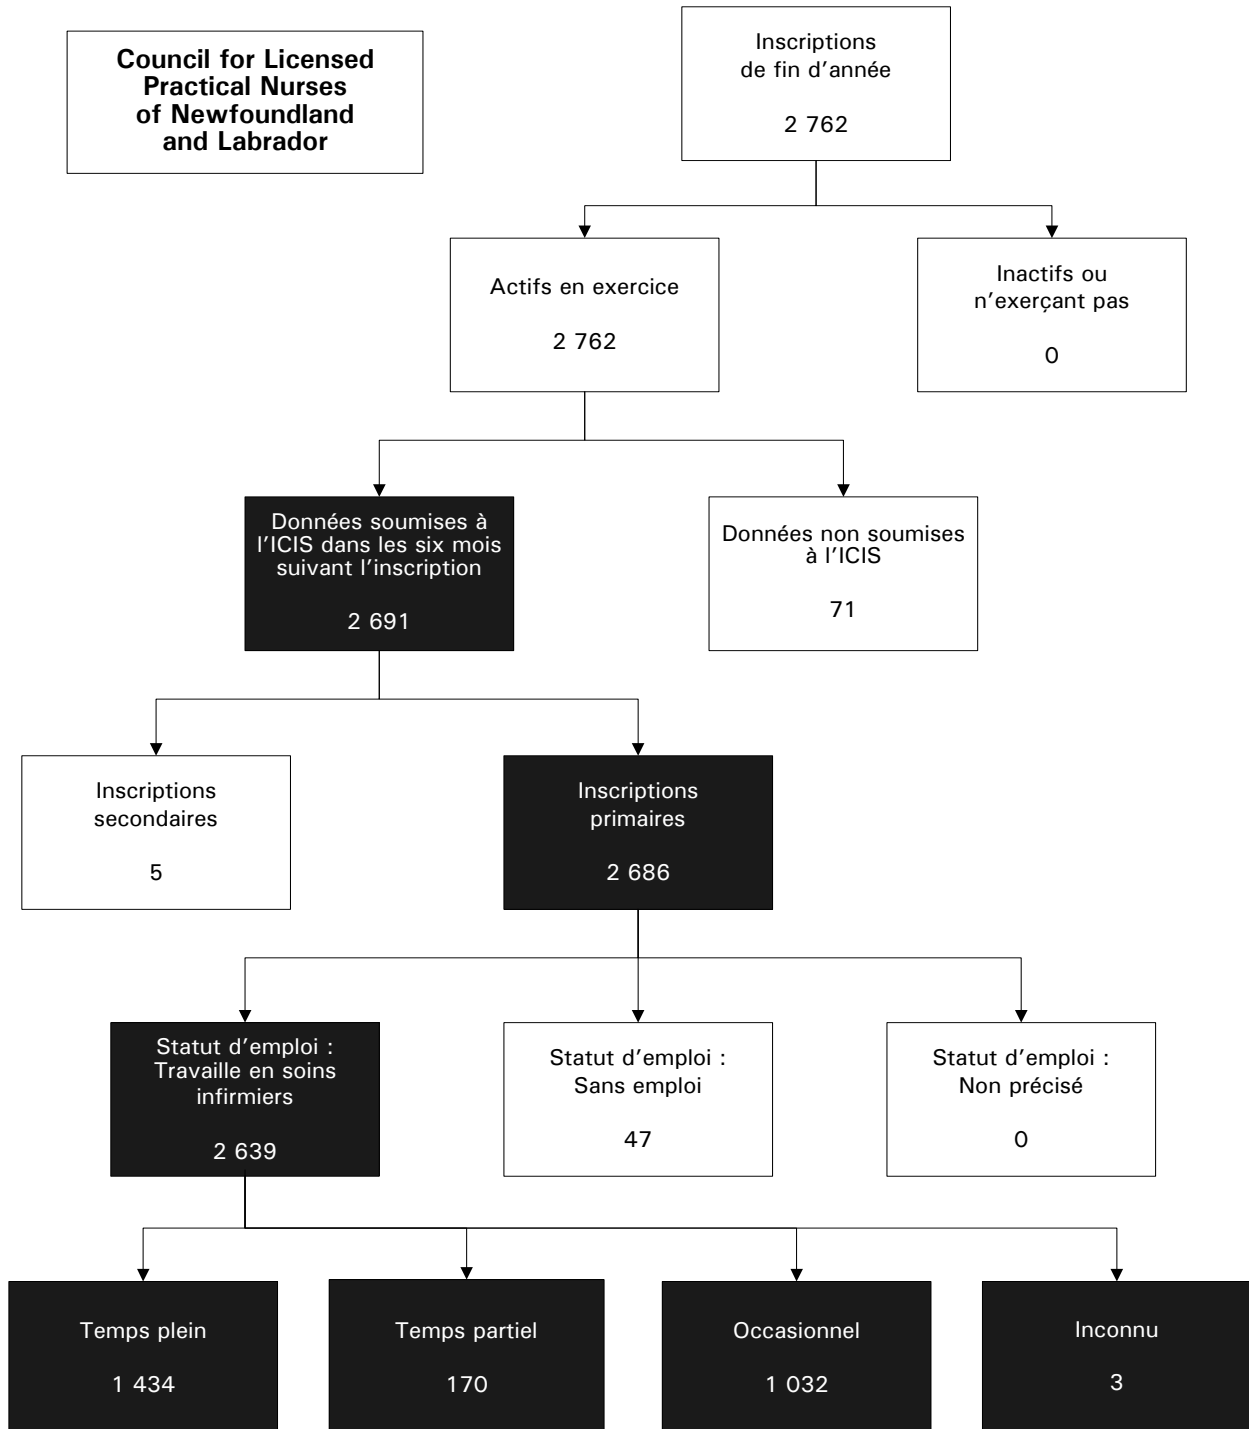 Council for Licensed
Practical Nurses
of Newfoundland
and Labrador
Inscriptions
de fin d'année
2 762
Actifs en exercice
2 762
Inactifs ou
n'exerçant pas
0
Données soumises à
l'ICIS dans les six mois
suivant l'inscription
2 691
Données non soumises
à l'ICIS
71
Inscriptions
secondaires
5
Inscriptions
primaires
2 686
Statut d'emploi :
Travaille en soins
infirmiers
2 639
Statut d'emploi :
Sans emploi
47
Statut d'emploi :
Non précisé
0
Temps plein
1 434
Temps partiel
170
Occasionnel
1 032
Inconnu
3